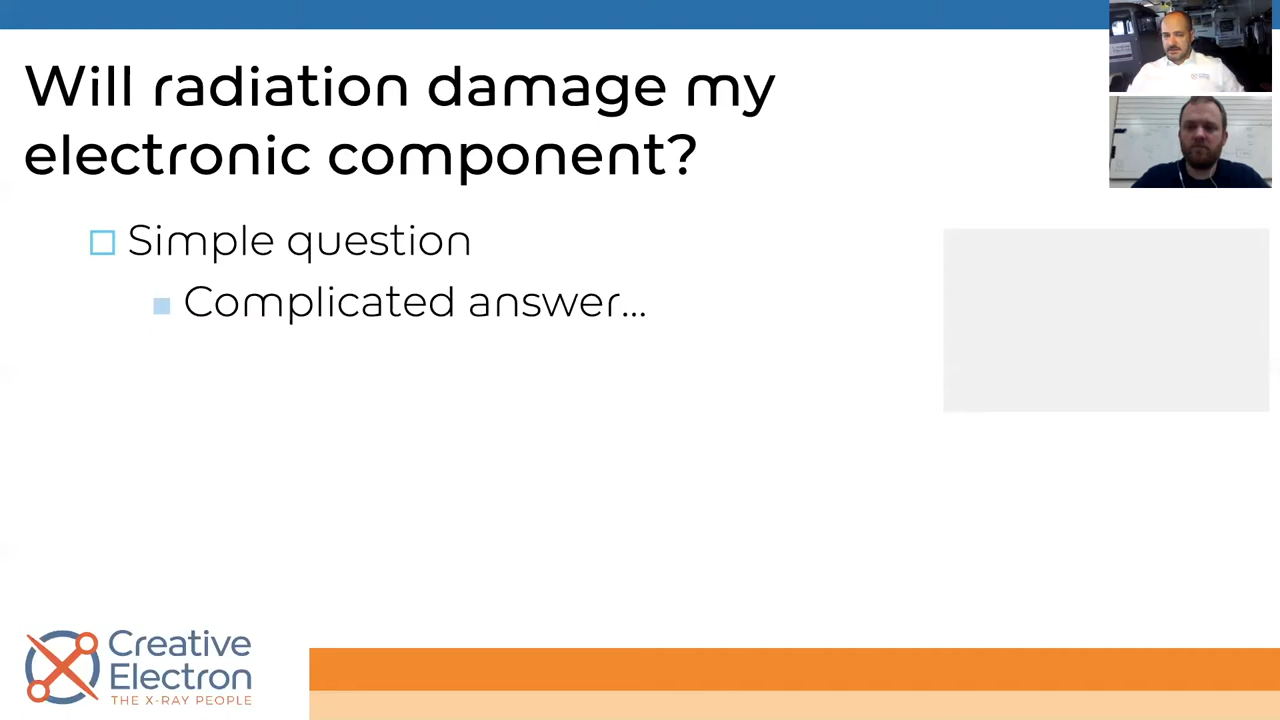 Will radiation damage my
electronic component?
Simple question
Complicated answer...
Creative
Electron
THE X-RAY PEOPLE